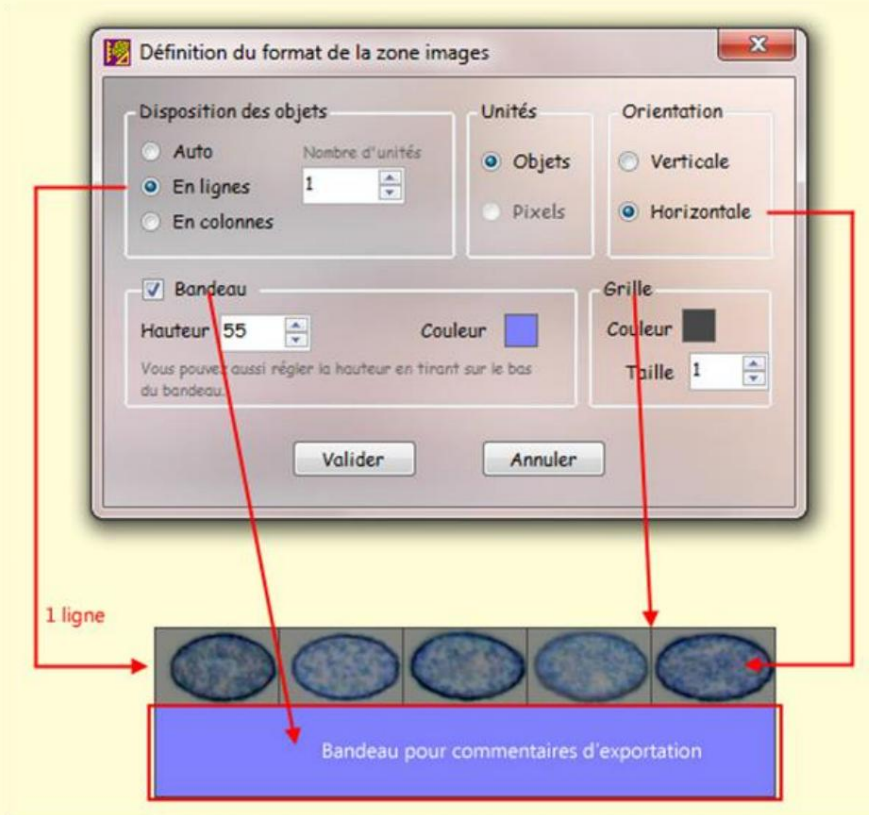 Définition du format de la zone images
Disposition des objets
Auto
En lignes
En colonnes
Nombre d'unités
1
Unités
Objets
Pixels
Orientation
Verticale
Horizontale
Bandeau
Hauteur 55
Couleur
Vous pouvez aussi régler la hauteur en tirant sur le bas
du bandeau.
Grille
Couleur
Taille 1
Valider
Annuler
1 ligne
Bandeau pour commentaires d'exportation